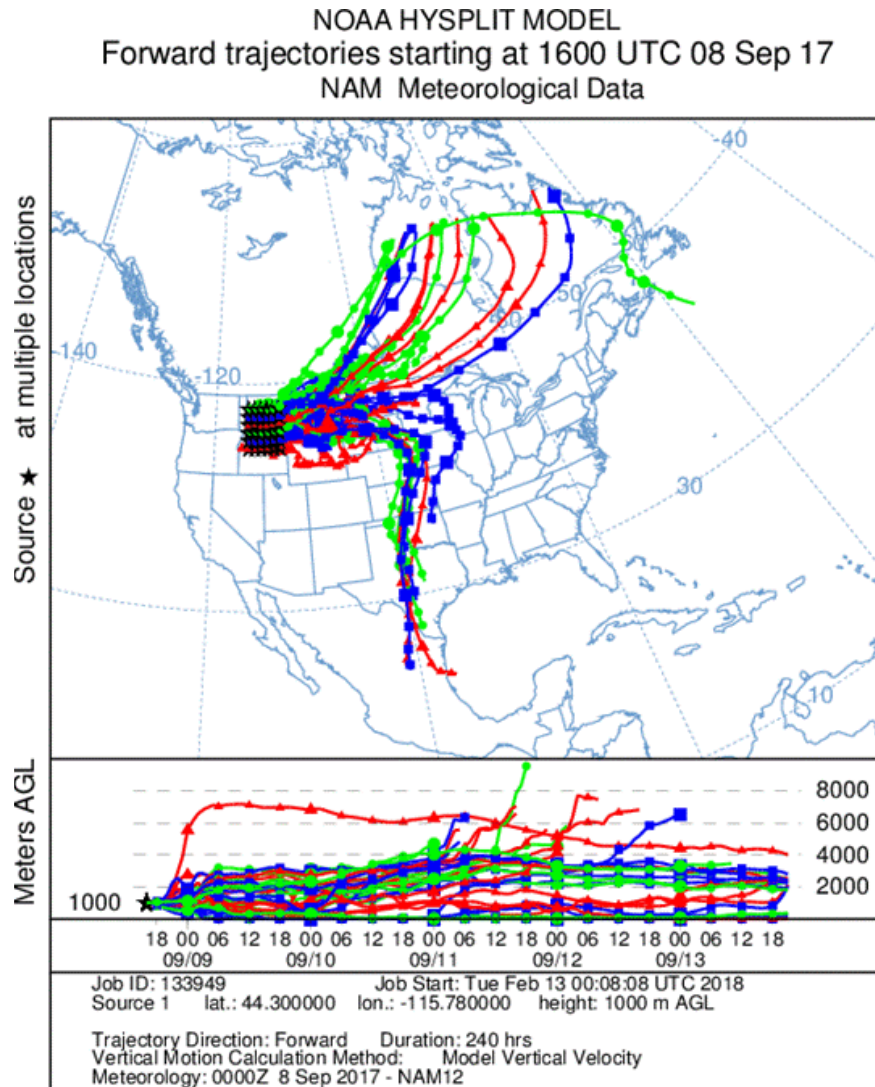 NOAA HYSPLIT MODEL
Forward trajectories starting at 1600 UTC 08 Sep 17
NAM Meteorological Data
Source ★ at multiple locations
-40
-140
-120
-50
-60
30
10
Meters AGL
8000
6000
4000
2000
1000
18 00 06 12 18 00 06 12 18 00 06 12 18 00 06 12 18 00 06 12 18
09/09 09/10 09/11 09/12 09/13
Job ID: 133949 Job Start: Tue Feb 13 00:08:08 UTC 2018
Source 1 lat.: 44.300000 lon.: -115.780000 height: 1000 m AGL
Trajectory Direction: Forward Duration: 240 hrs
Vertical Motion Calculation Method: Model Vertical Velocity
Meteorology: 0000Z 8 Sep 2017 - NAM12